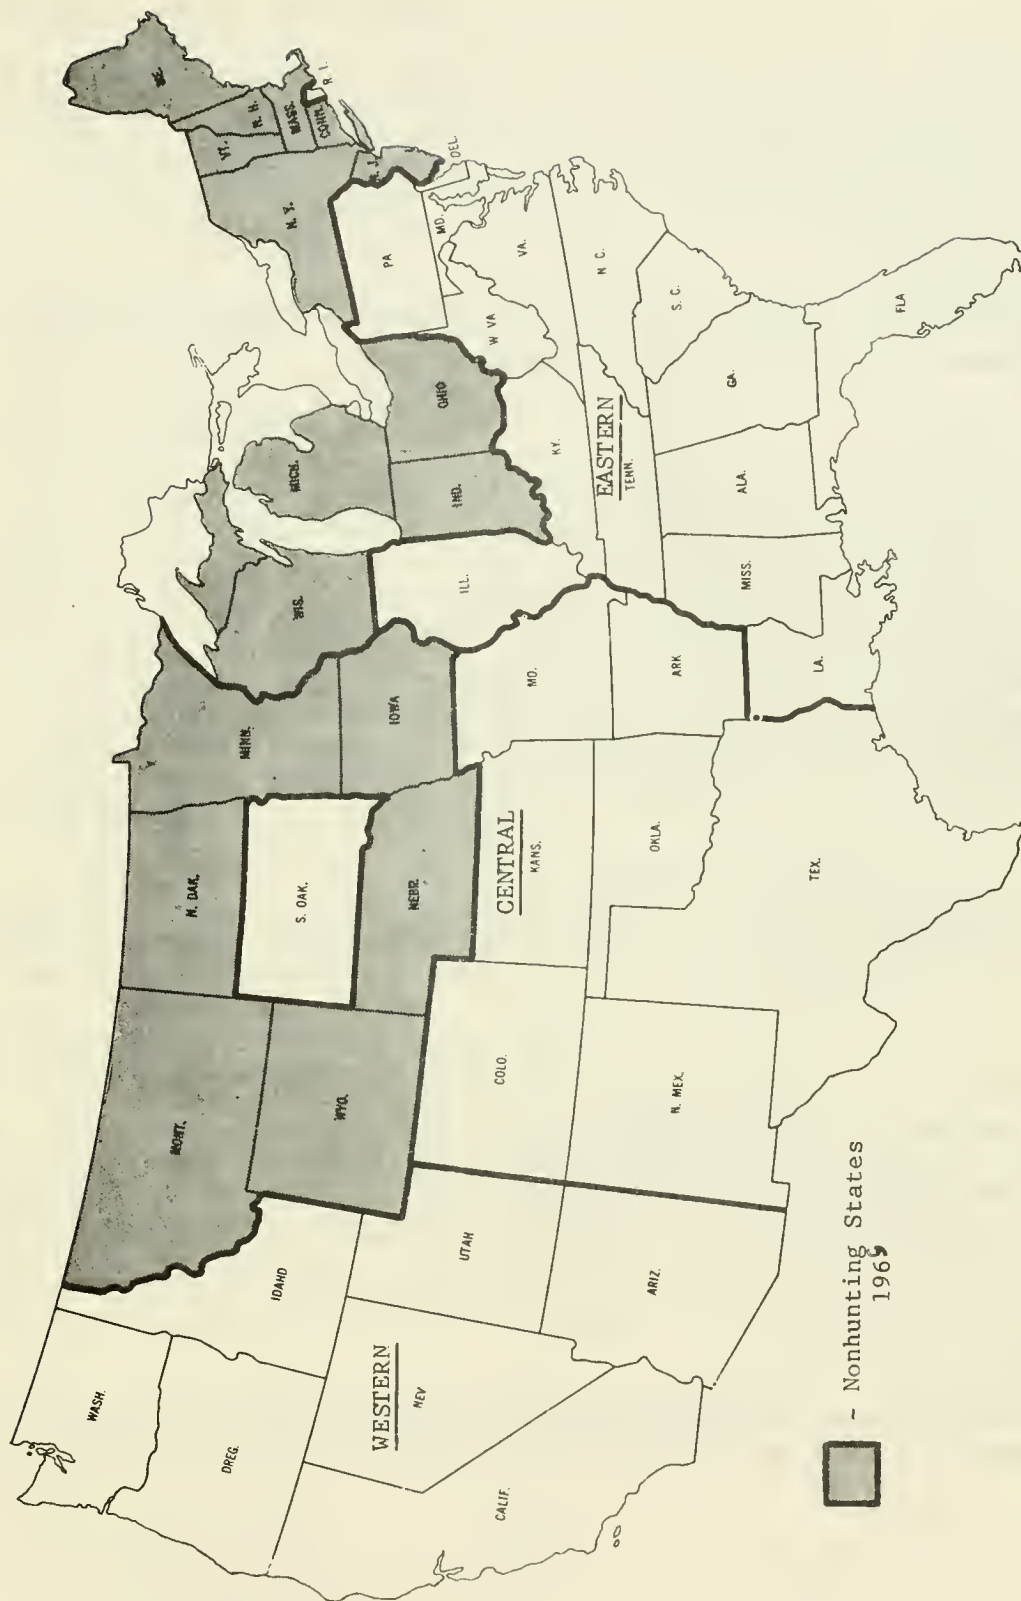 WASH.
OREG.
CALIF.
NEV
IDAHO
UTAH
ARIZ.
WESTERN
MONT.
WYO.
COLO.
N. MEX.
N. DAK.
S. DAK.
NEBR.
CENTRAL
KANS.
OKLA.
TEX.
MINN.
IOWA
MO.
ARK
LA.
WIS.
ILL.
MICH.
IND.
OHIO
KY.
EASTERN
TENN.
MISS.
ALA.
GA.
FLA
S. C.
N C.
VA.
W VA
MD.
DEL.
PA
N. J.
N. Y.
VT.
N. H.
ME.
MASS.
CONN.
R. I.
- Nonhunting States